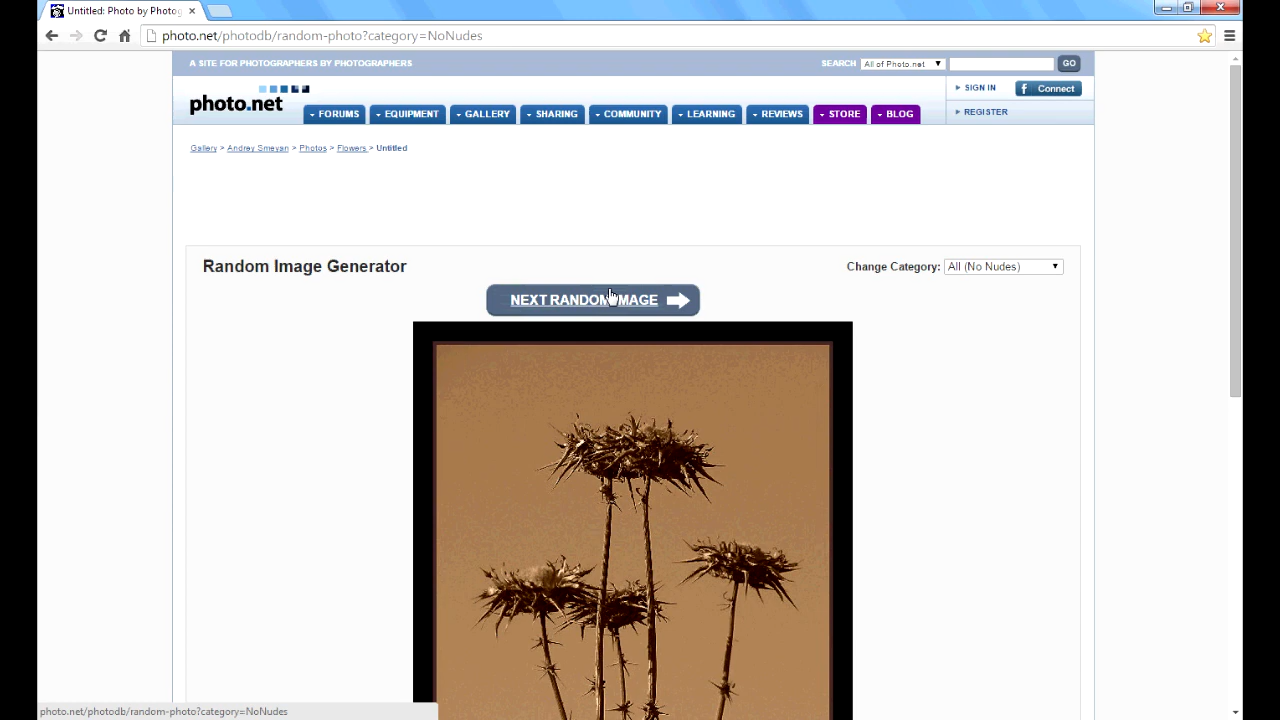 Untitled: Photo by Photog
photo.net/photodb/random-photo?category=NoNudes
A SITE FOR PHOTOGRAPHERS BY PHOTOGRAPHERS
SEARCH All of Photo.net GO
photo.net
SIGN IN
f Connect
REGISTER
FORUMS EQUIPMENT GALLERY SHARING COMMUNITY LEARNING REVIEWS STORE BLOG
Gallery > Andrey Smeyan > Photos > Flowers > Untitled
Random Image Generator
Change Category: All (No Nudes)
NEXT RANDOM IMAGE
photo.net/photodb/random-photo?category=NoNudes